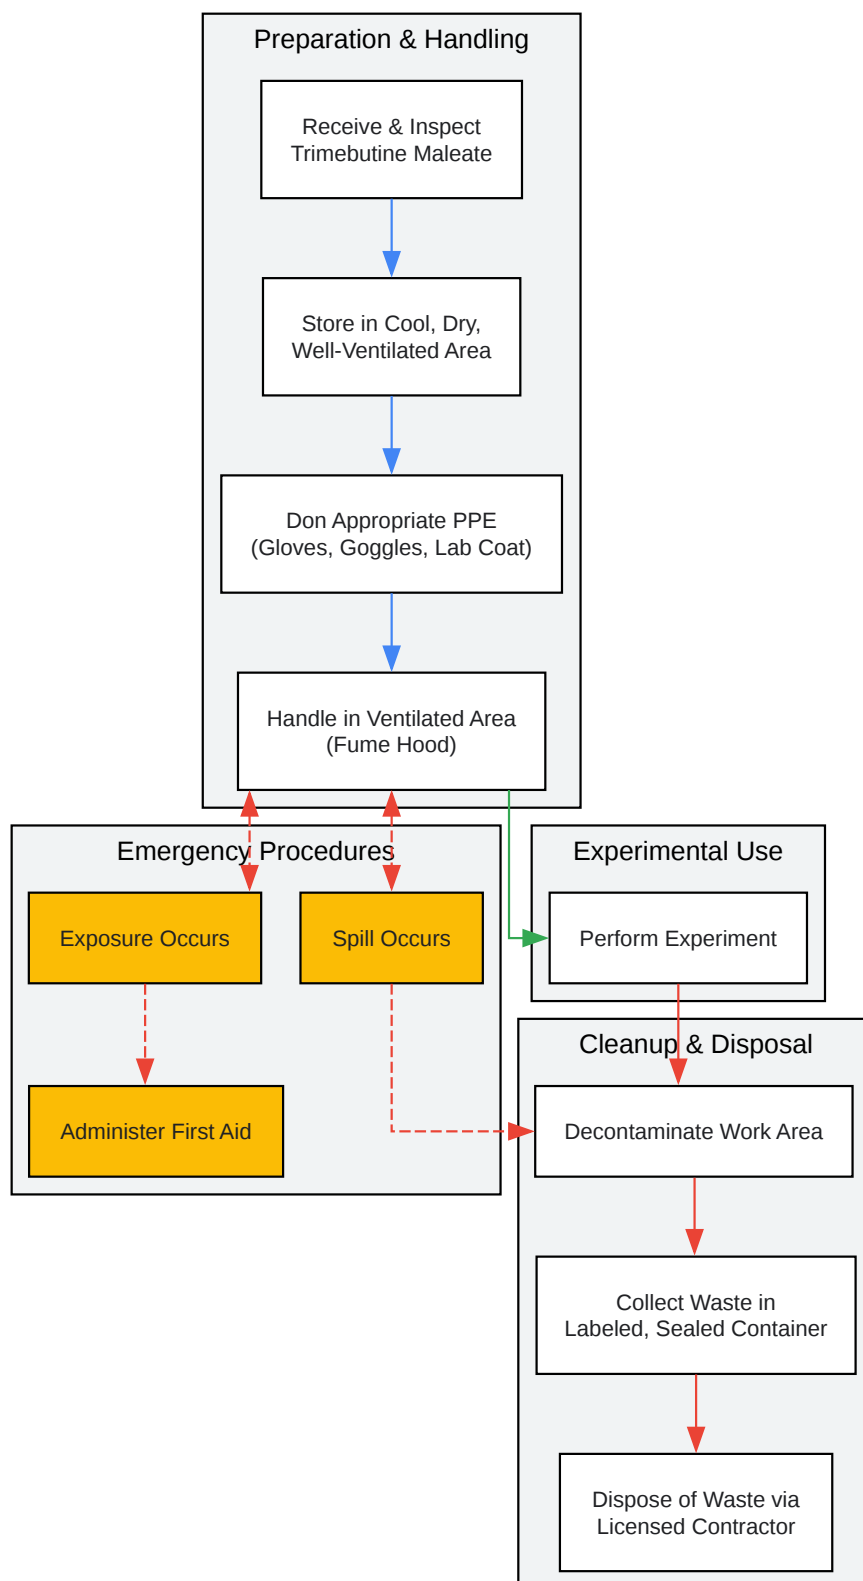 Preparation & Handling
Receive & Inspect
Trimebutine Maleate
Store in Cool, Dry,
Well-Ventilated Area
Don Appropriate PPE
(Gloves, Goggles, Lab Coat)
Handle in Ventilated Area
(Fume Hood)
Emergency Procedures
Exposure Occurs
Spill Occurs
Administer First Aid
Experimental Use
Perform Experiment
Cleanup & Disposal
Decontaminate Work Area
Collect Waste in
Labeled, Sealed Container
Dispose of Waste via
Licensed Contractor